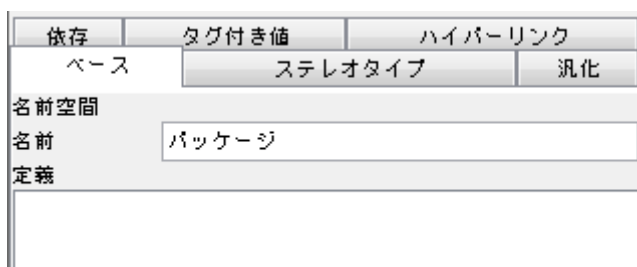 依存 タグ付き値 ハイパーリンク
ベース ステレオタイプ 汎化
名前空間
名前 パッケージ
定義